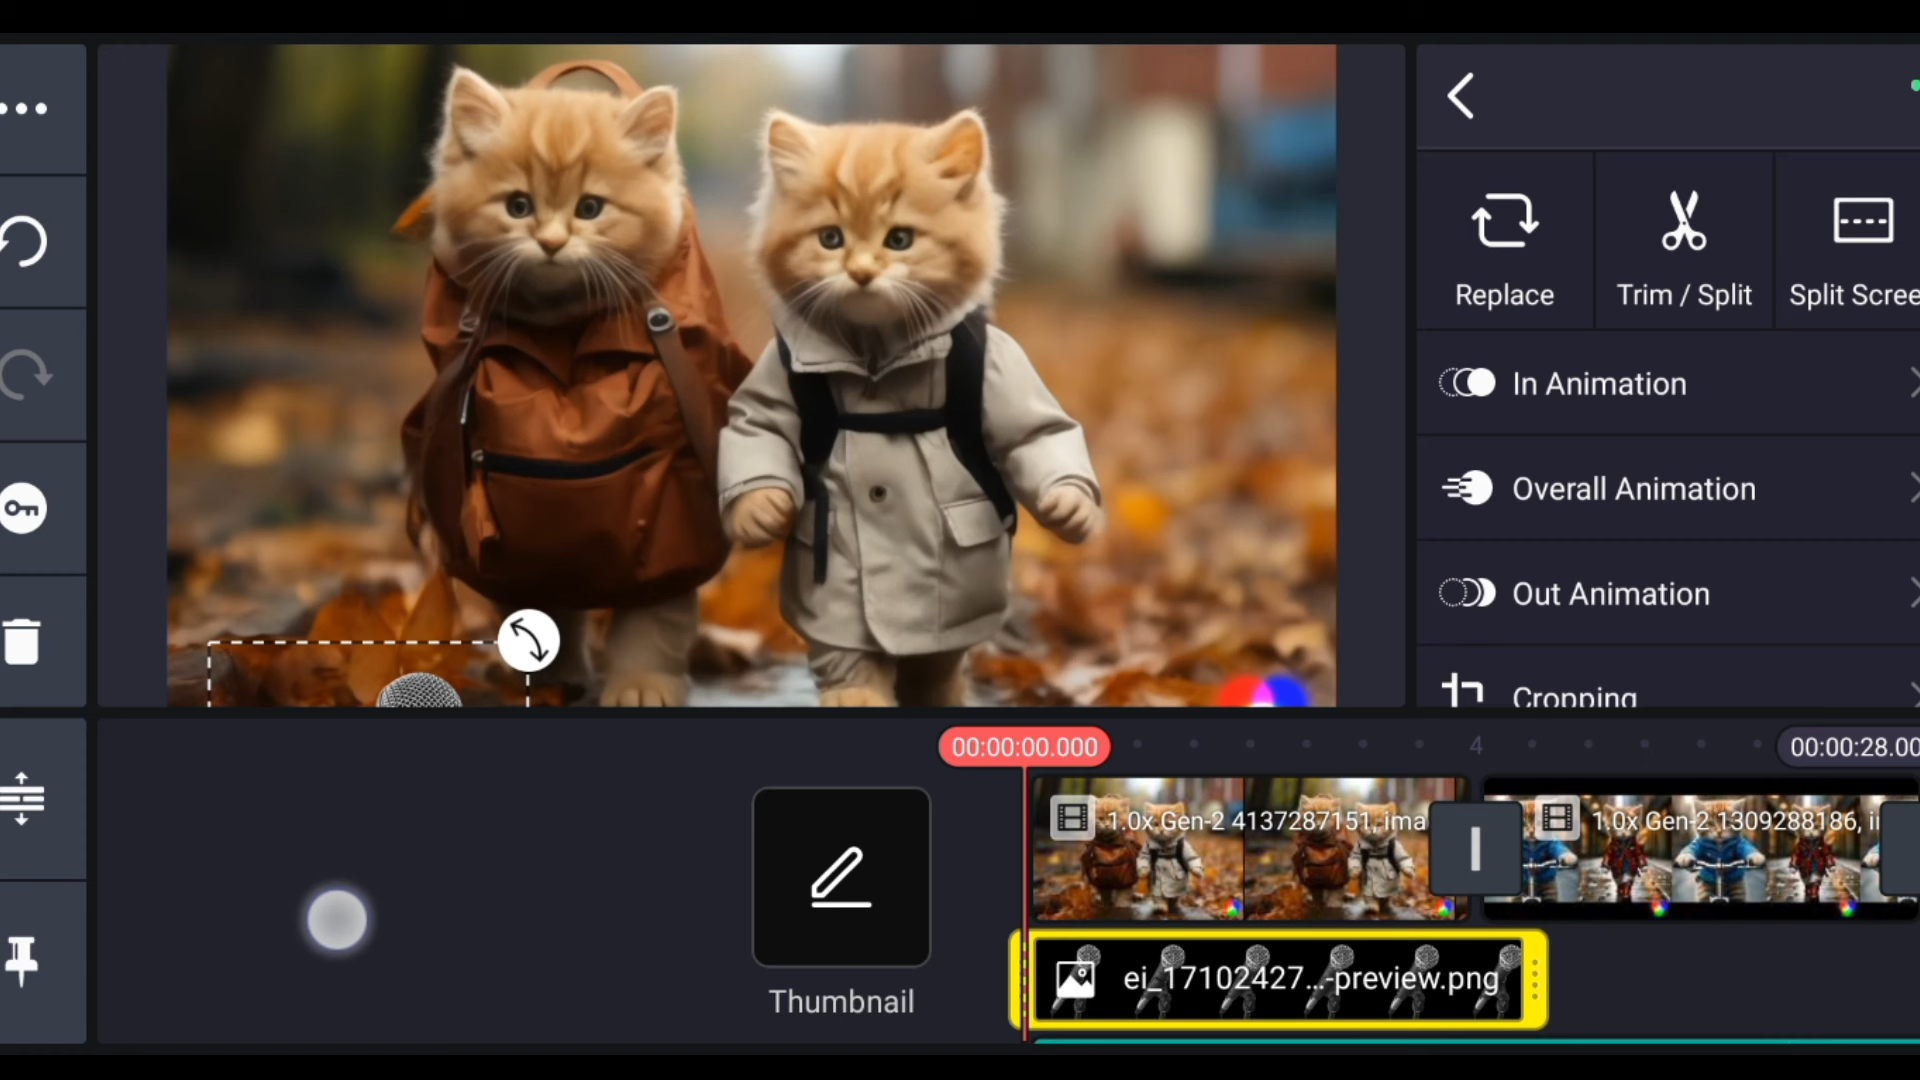 Replace
Trim / Split
Split Scree
In Animation
Overall Animation
Out Animation
Cropping
00:00:00.000
4
00:00:28.00
1.0x Gen-2 4137287151, ima
1.0x Gen-2 1309288186, i
Thumbnail
ei_17102427...-preview.png